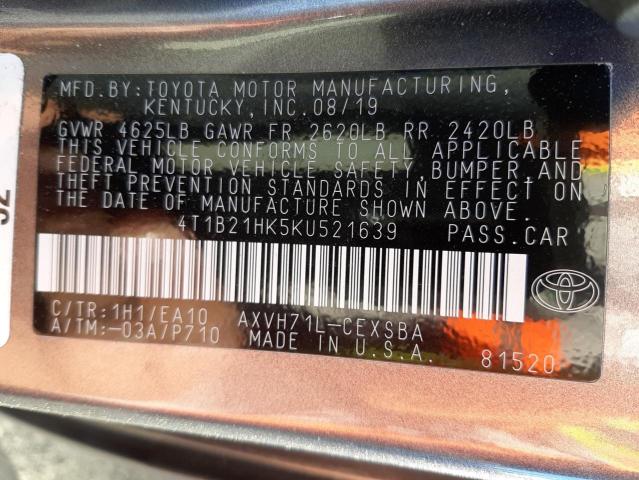 MFD.BY:TOYOTA MOTOR MANUFACTURING,
KENTUCKY,INC.08/19
GVWR 4625LB GAWR FR 2620LB RR 2420LB
THIS VEHICLE CONFORMS TO ALL APPLICABLE
FEDERAL MOTOR VEHICLE SAFETY,BUMPER,AND
THEFT PREVENTION STANDARDS IN EFFECT ON
THE DATE OF MANUFACTURE SHOWN ABOVE.
4T1B21HK5KU521639 PASS.CAR
C/TR:1H1/EA10 AXVH71L-CEXSBA
A/TM:-03A/P710 MADE IN U.S.A. 81520